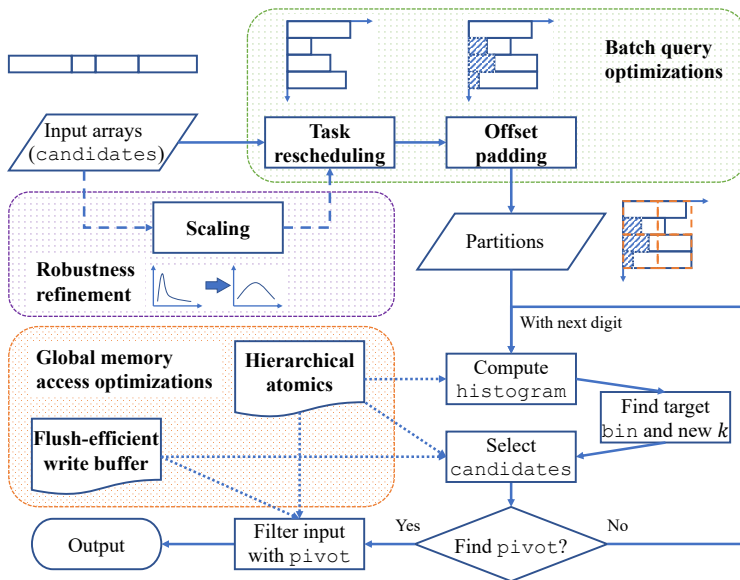 Batch query
optimizations
Input arrays
(candidates)
Task
rescheduling
Offset
padding
Scaling
Robustness
refinement
Partitions
With next digit
Global memory
access optimizations
Hierarchical
atomics
Compute
histogram
Find target
bin and new k
Flush-efficient
write buffer
Select
candidates
Output
Filter input
with pivot
Yes
Find pivot?
No